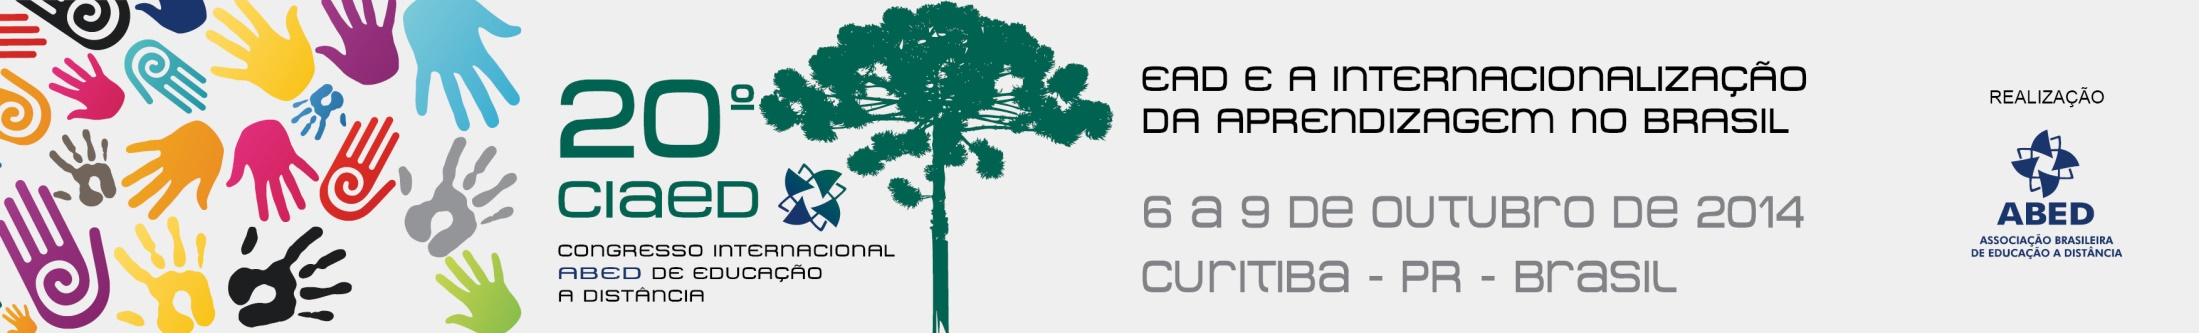 20º
CIAED
CONGRESSO INTERNACIONAL
ABED DE EDUCAÇÃO
A DISTÂNCIA
EAD E A INTERNACIONALIZAÇÃO
DA APRENDIZAGEM NO BRASIL
6 a 9 DE OUTUBRO DE 2014
CURITIBA - PR - BRASIL
REALIZAÇÃO
ABED
ASSOCIAÇÃO BRASILEIRA
DE EDUCAÇÃO A DISTÂNCIA